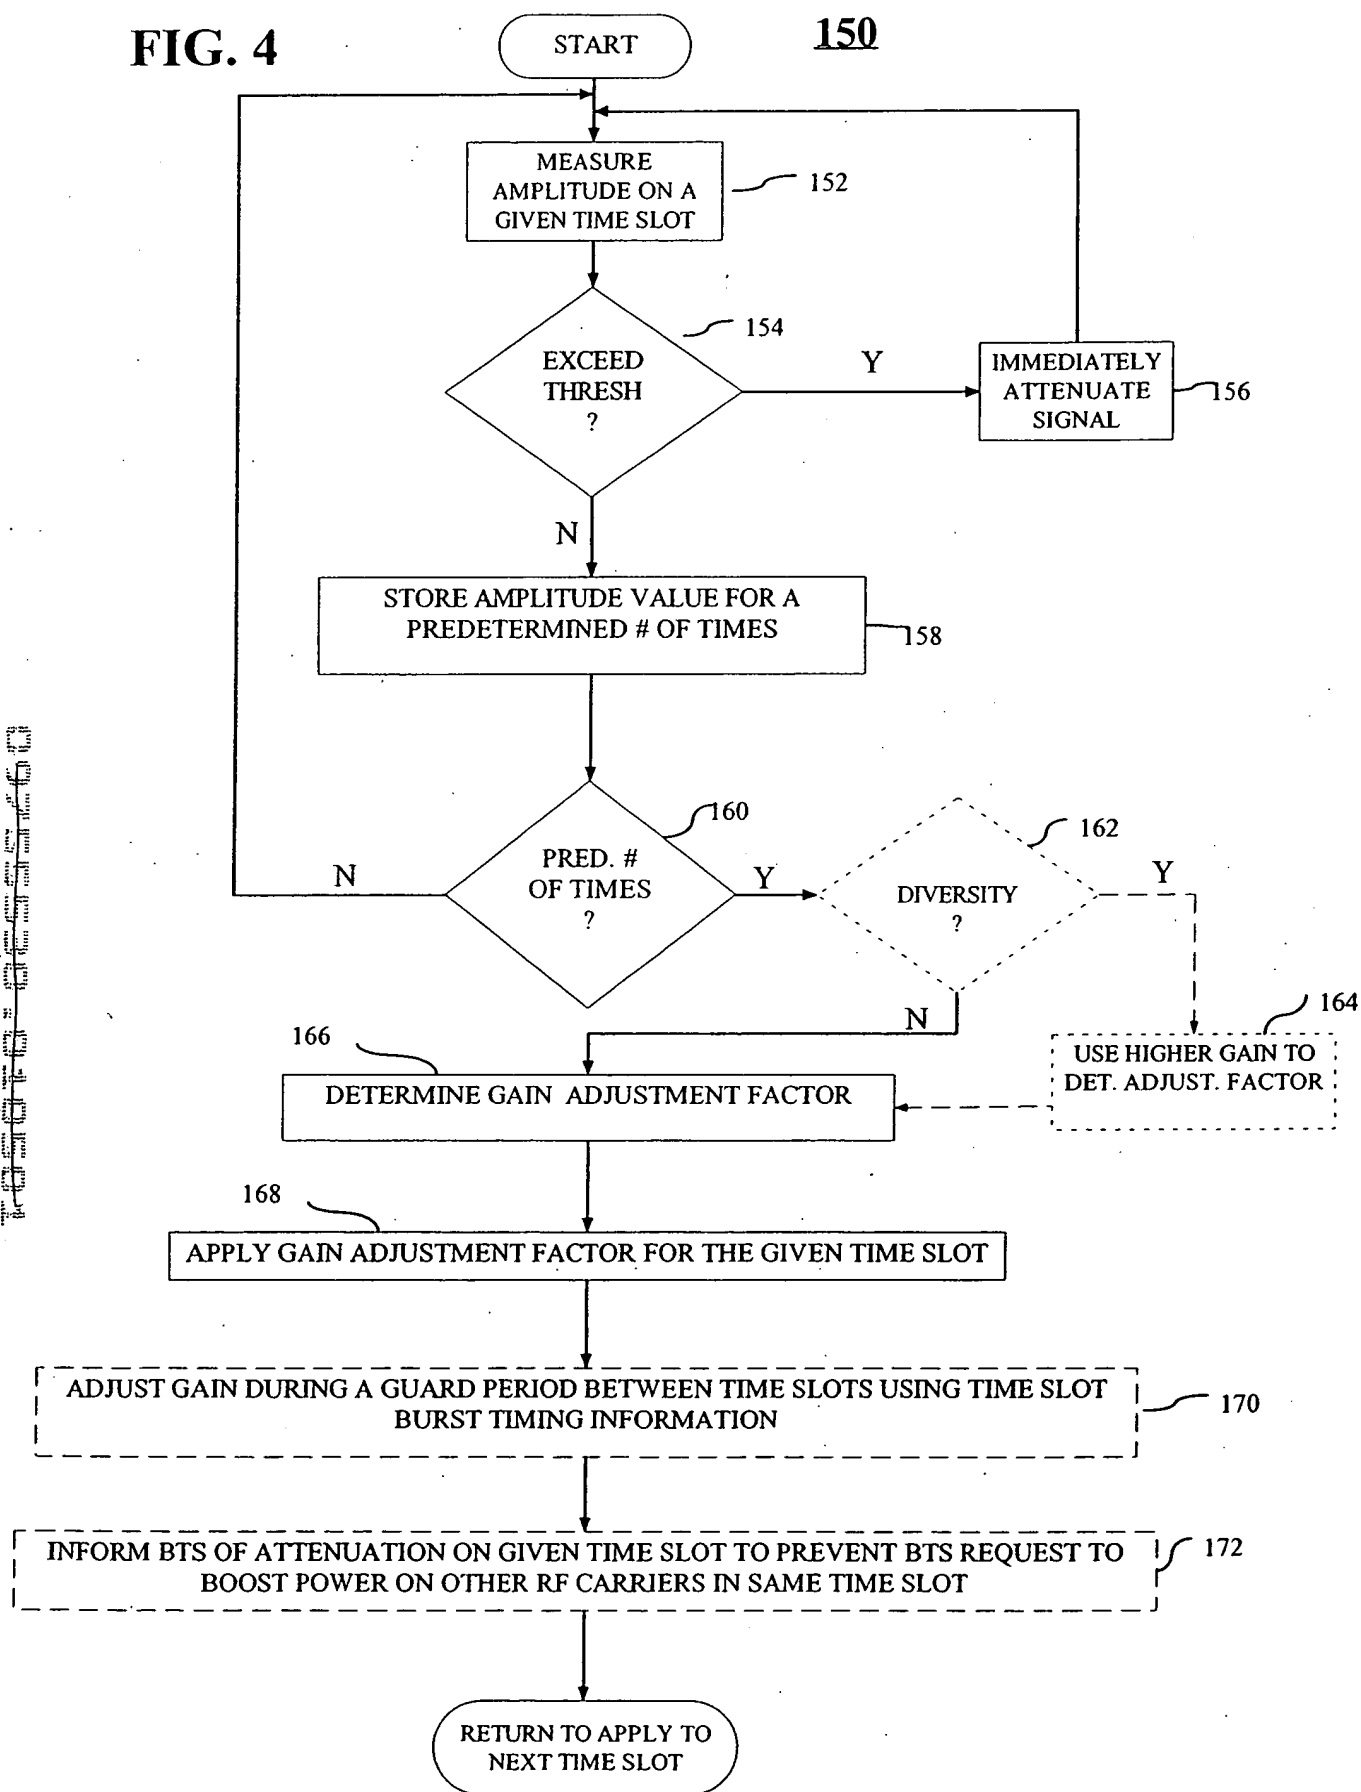 FIG. 4
START
150
MEASURE
AMPLITUDE ON A
GIVEN TIME SLOT
152
EXCEED
THRESH
?
154
Y
IMMEDIATELY
ATTENUATE
SIGNAL
156
N
STORE AMPLITUDE VALUE FOR A
PREDETERMINED # OF TIMES
158
N
PRED. #
OF TIMES
?
160
Y
DIVERSITY
?
162
Y
N
164
USE HIGHER GAIN TO
DET. ADJUST. FACTOR
166
DETERMINE GAIN ADJUSTMENT FACTOR
168
APPLY GAIN ADJUSTMENT FACTOR FOR THE GIVEN TIME SLOT
ADJUST GAIN DURING A GUARD PERIOD BETWEEN TIME SLOTS USING TIME SLOT
BURST TIMING INFORMATION
170
INFORM BTS OF ATTENUATION ON GIVEN TIME SLOT TO PREVENT BTS REQUEST TO
BOOST POWER ON OTHER RF CARRIERS IN SAME TIME SLOT
172
RETURN TO APPLY TO
NEXT TIME SLOT